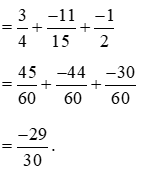 = 3/4 + -11/15 + -1/2
= 45/60 + -44/60 + -30/60
= -29/30 .